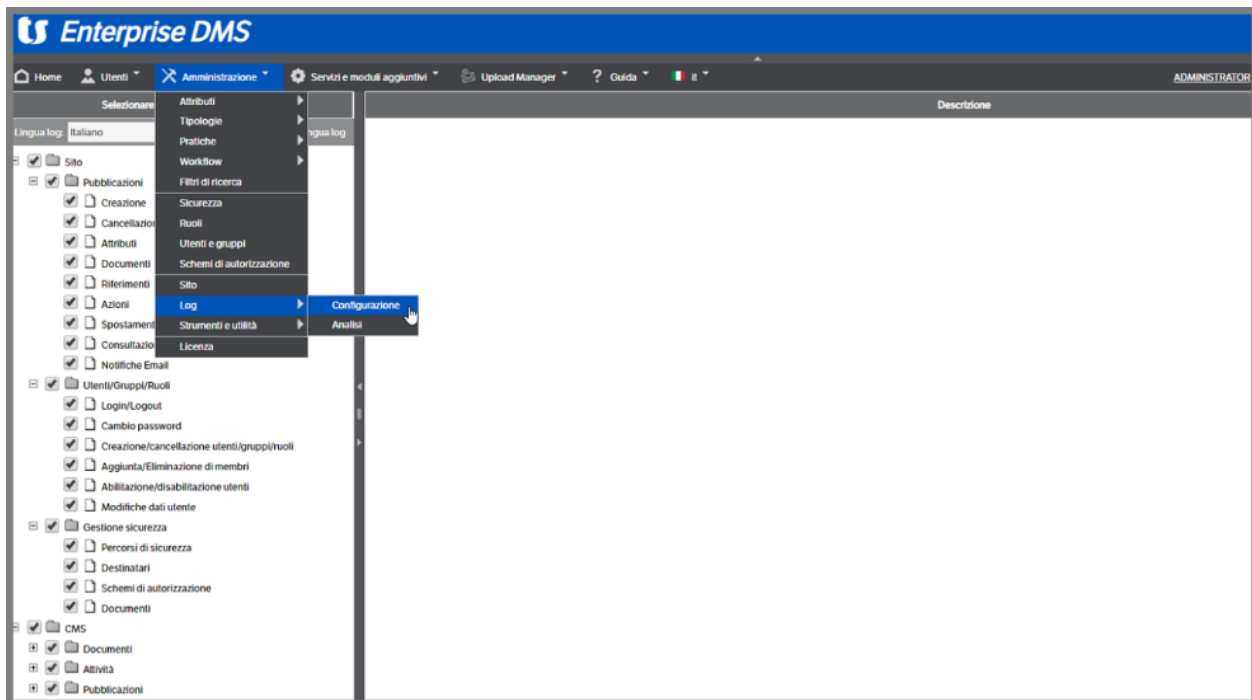 TS Enterprise DMS
Home Utenti Amministrazione Servizi e moduli aggiuntivi Upload Manager ? Guida it ADMINISTRATOR
Selezionare
Descrizione
Lingua log: Italiano
Attributi
Tipologie
Pratiche
Workflow
Filtri di ricerca
Sicurezza
Ruoli
Utenti e gruppi
Schemi di autorizzazione
Sito
Log
Strumenti e utilità
Licenza
Configurazione
Analisi
Sito
Pubblicazioni
Creazione
Cancellazio
Attributi
Documenti
Riferimenti
Azioni
Spostament
Consultazio
Notifiche Email
Utenti/Gruppi/Ruoli
Login/Logout
Cambio password
Creazione/cancellazione utenti/gruppi/ruoli
Aggiunta/Eliminazione di membri
Abilitazione/disabilitazione utenti
Modifiche dati utente
Gestione sicurezza
Percorsi di sicurezza
Destinatari
Schemi di autorizzazione
Documenti
CMS
Documenti
Attività
Pubblicazioni